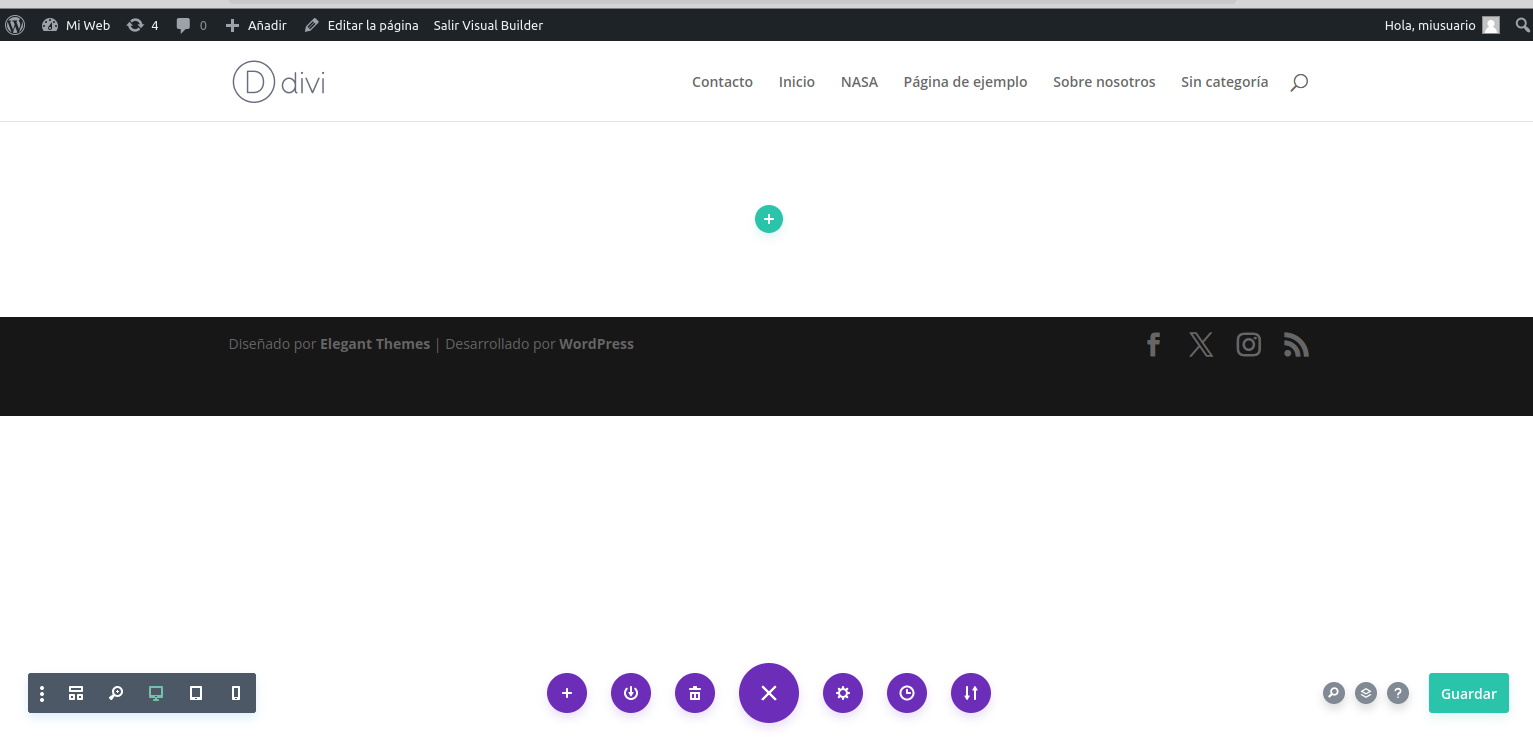 Mi Web 4 0 Añadir Editar la página Salir Visual Builder Hola, miusuario
D divi Contacto Inicio NASA Página de ejemplo Sobre nosotros Sin categoría
Diseñado por Elegant Themes | Desarrollado por WordPress
Guardar